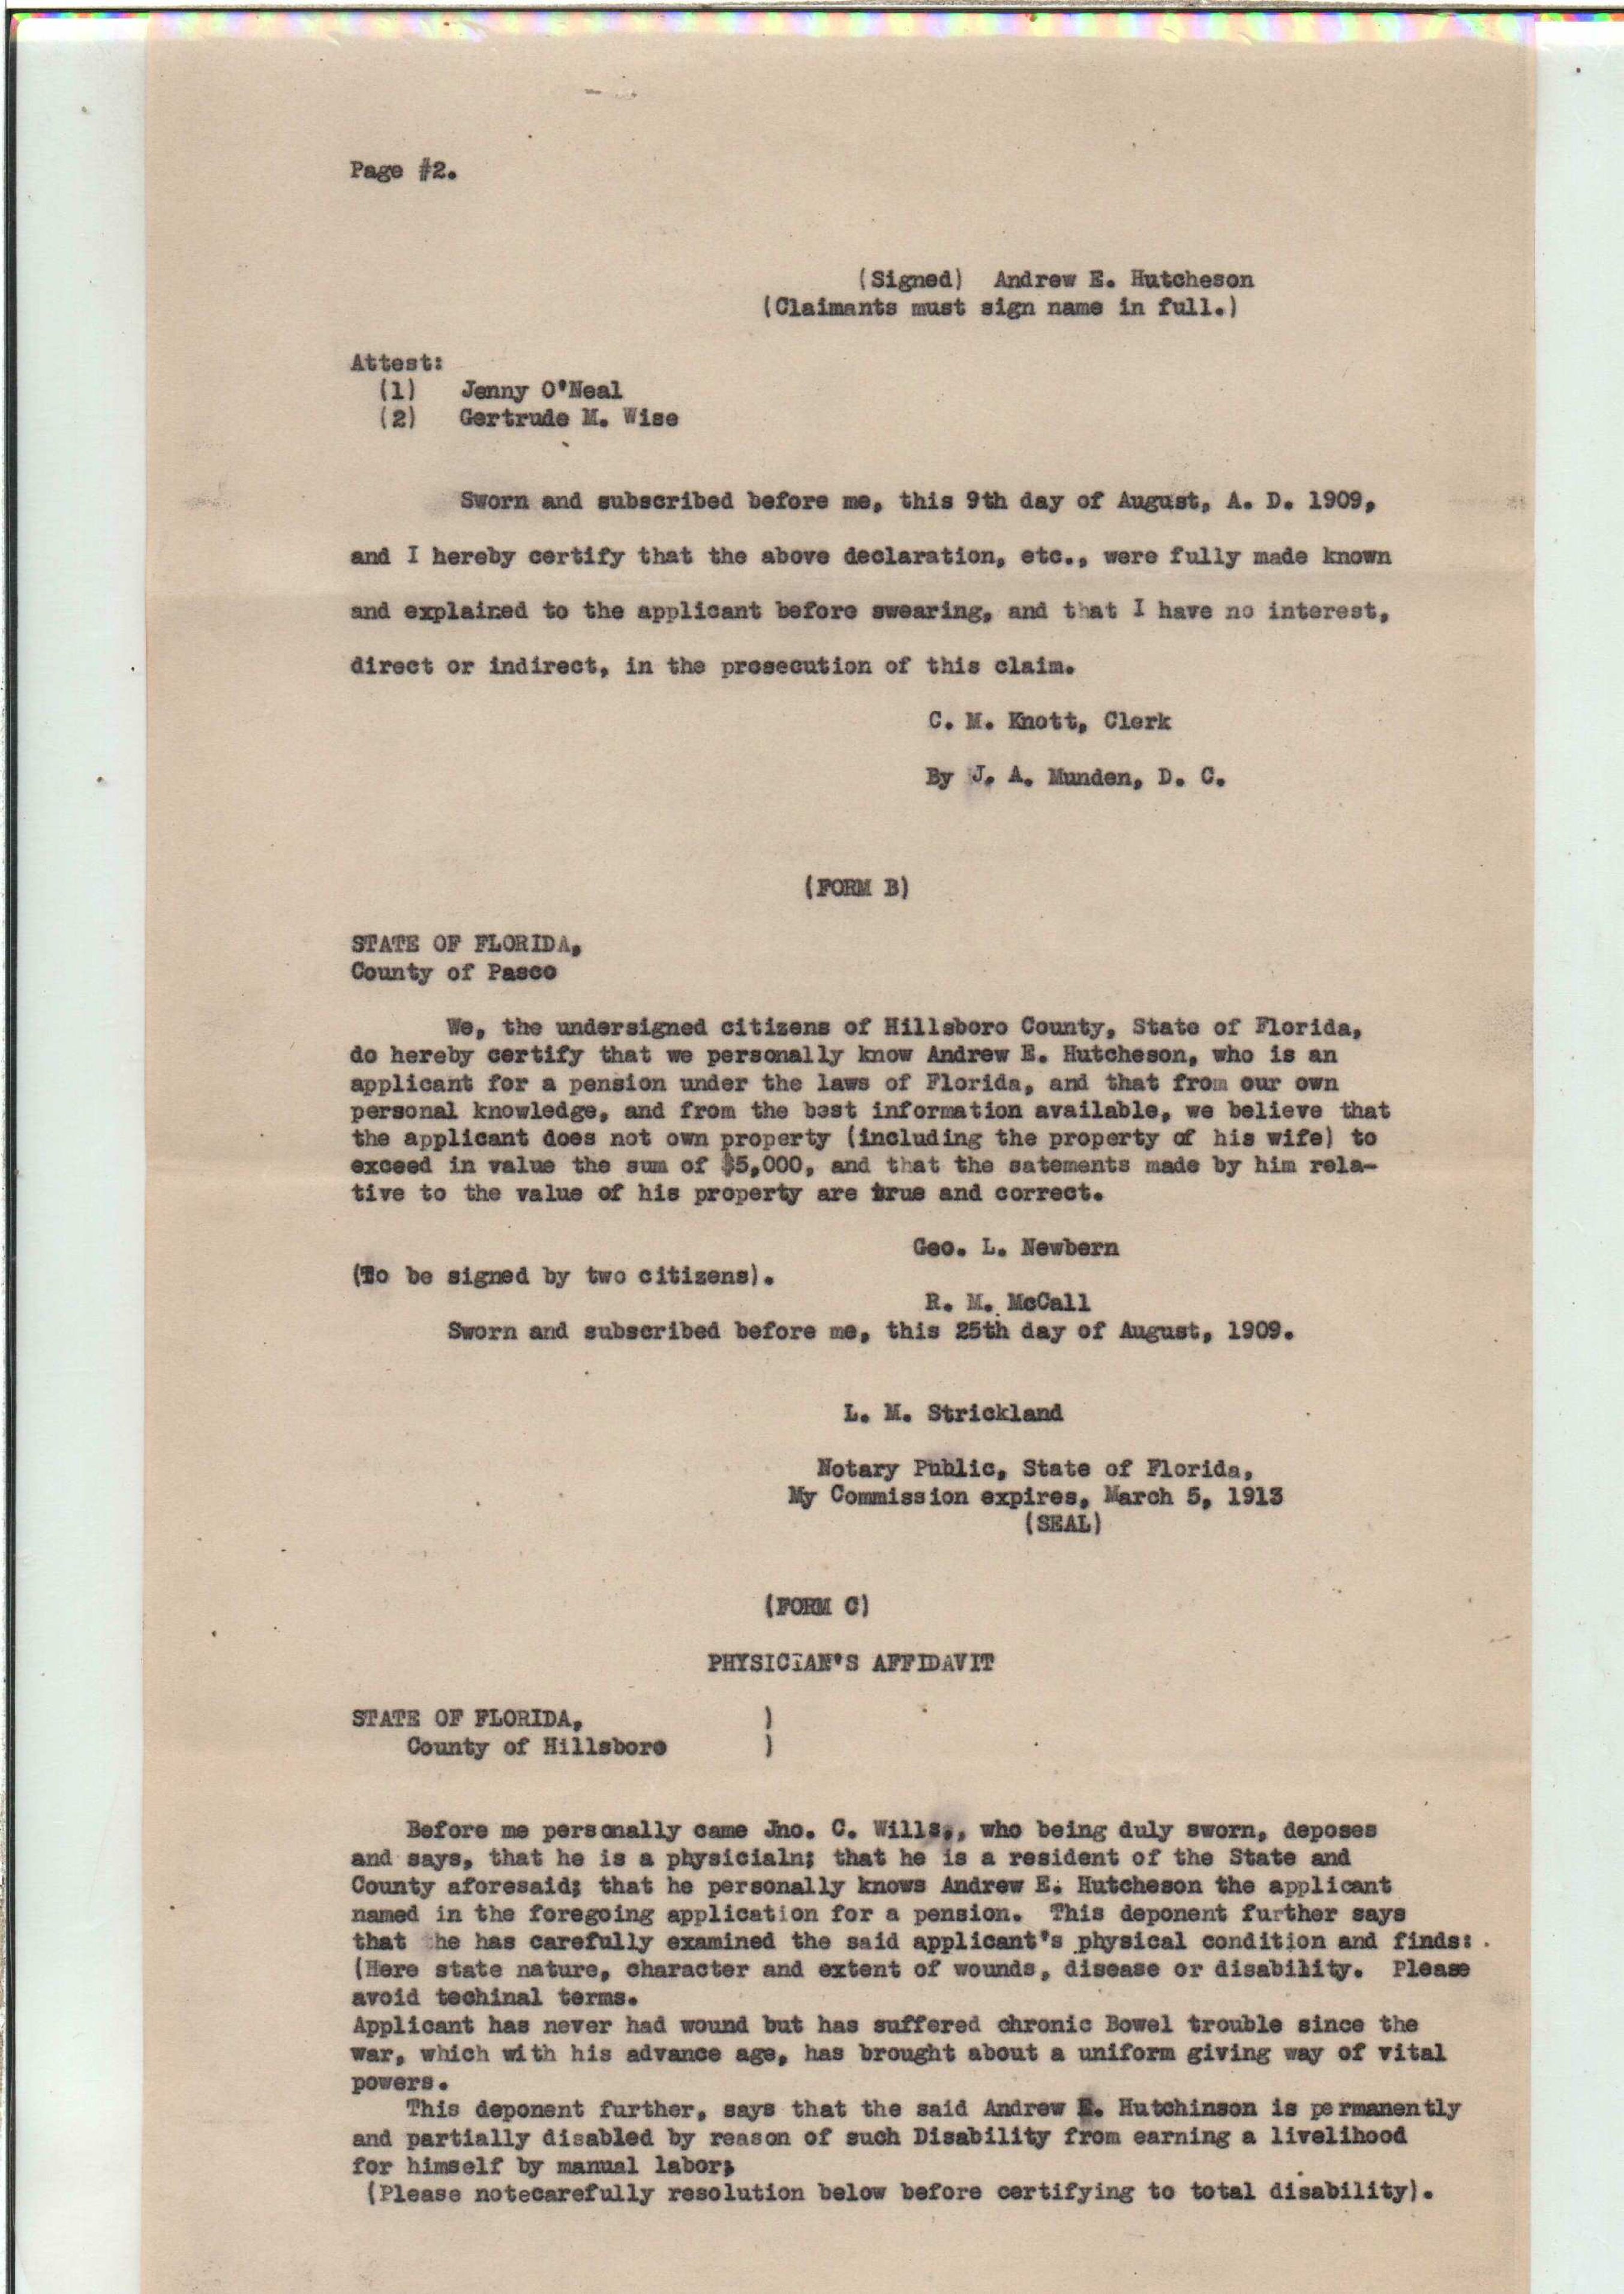 Page #2.
(Signed) Andrew E. Hutcheson
(Claimants must sign name in full.)
Attest:
(1) Jenny O'Neal
(2) Gertrude M. Wise
Sworn and subscribed before me, this 9th day of August, A. D. 1909,
and I hereby certify that the above declaration, etc., were fully made known
and explained to the applicant before swearing, and that I have no interest,
direct or indirect, in the prosecution of this claim.
C. M. Knott, Clerk
By J. A. Munden, D. C.
(FORM B)
STATE OF FLORIDA,
County of Pasco
We, the undersigned citizens of Hillsboro County, State of Florida,
do hereby certify that we personally know Andrew E. Hutcheson, who is an
applicant for a pension under the laws of Florida, and that from our own
personal knowledge, and from the best information available, we believe that
the applicant does not own property (including the property of his wife) to
exceed in value the sum of $5,000, and that the satements made by him rela-
tive to the value of his property are true and correct.
Geo. L. Newbern
(To be signed by two citizens).
R. M. McCall
Sworn and subscribed before me, this 25th day of August, 1909.
L. M. Strickland
Notary Public, State of Florida,
My Commission expires, March 5, 1913
(SEAL)
(FORM C)
PHYSICIAN'S AFFIDAVIT
STATE OF FLORIDA, )
County of Hillsboro )
Before me personally came Jno. C. Wills,, who being duly sworn, deposes
and says, that he is a physicialn; that he is a resident of the State and
County aforesaid; that he personally knows Andrew E. Hutcheson the applicant
named in the foregoing application for a pension. This deponent further says
that he has carefully examined the said applicant's physical condition and finds:
(Here state nature, character and extent of wounds, disease or disability. Please
avoid techinal terms.
Applicant has never had wound but has suffered chronic Bowel trouble since the
war, which with his advance age, has brought about a uniform giving way of vital
powers.
This deponent further, says that the said Andrew E. Hutchinson is permanently
and partially disabled by reason of such Disability from earning a livelihood
for himself by manual labor;
(Please notecarefully resolution below before certifying to total disability).